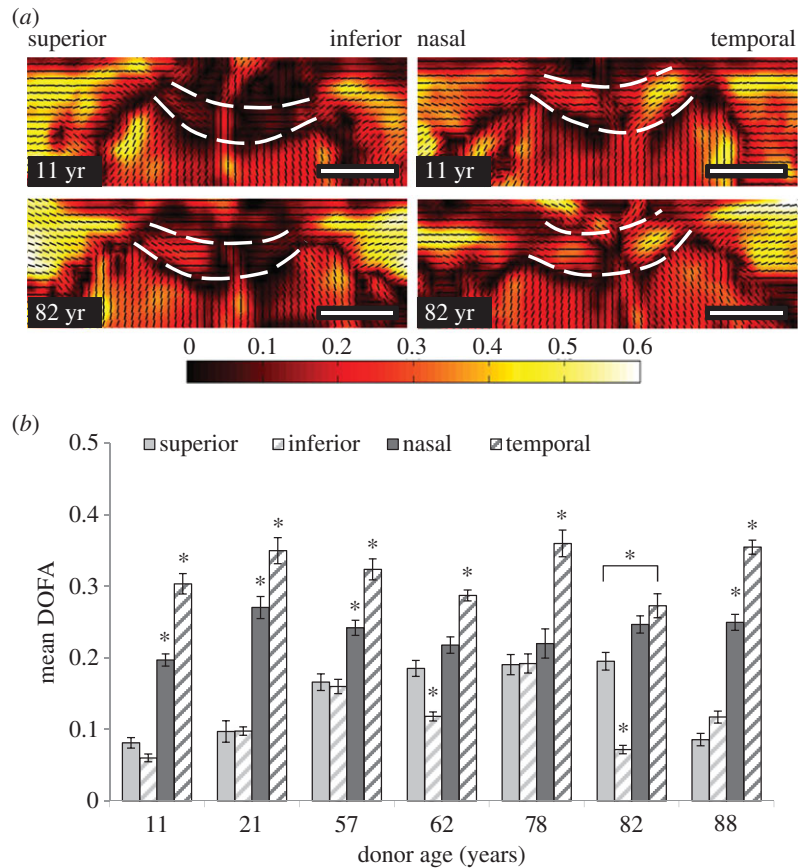 (a)
superior inferior nasal temporal
11 yr 11 yr
82 yr 82 yr
0 0.1 0.2 0.3 0.4 0.5 0.6
(b)
0.5 superior inferior nasal temporal
0.4
0.3
0.2
0.1
0
mean DOFA
* * * * * * * * * * * * *
11 21 57 62 78 82 88
donor age (years)